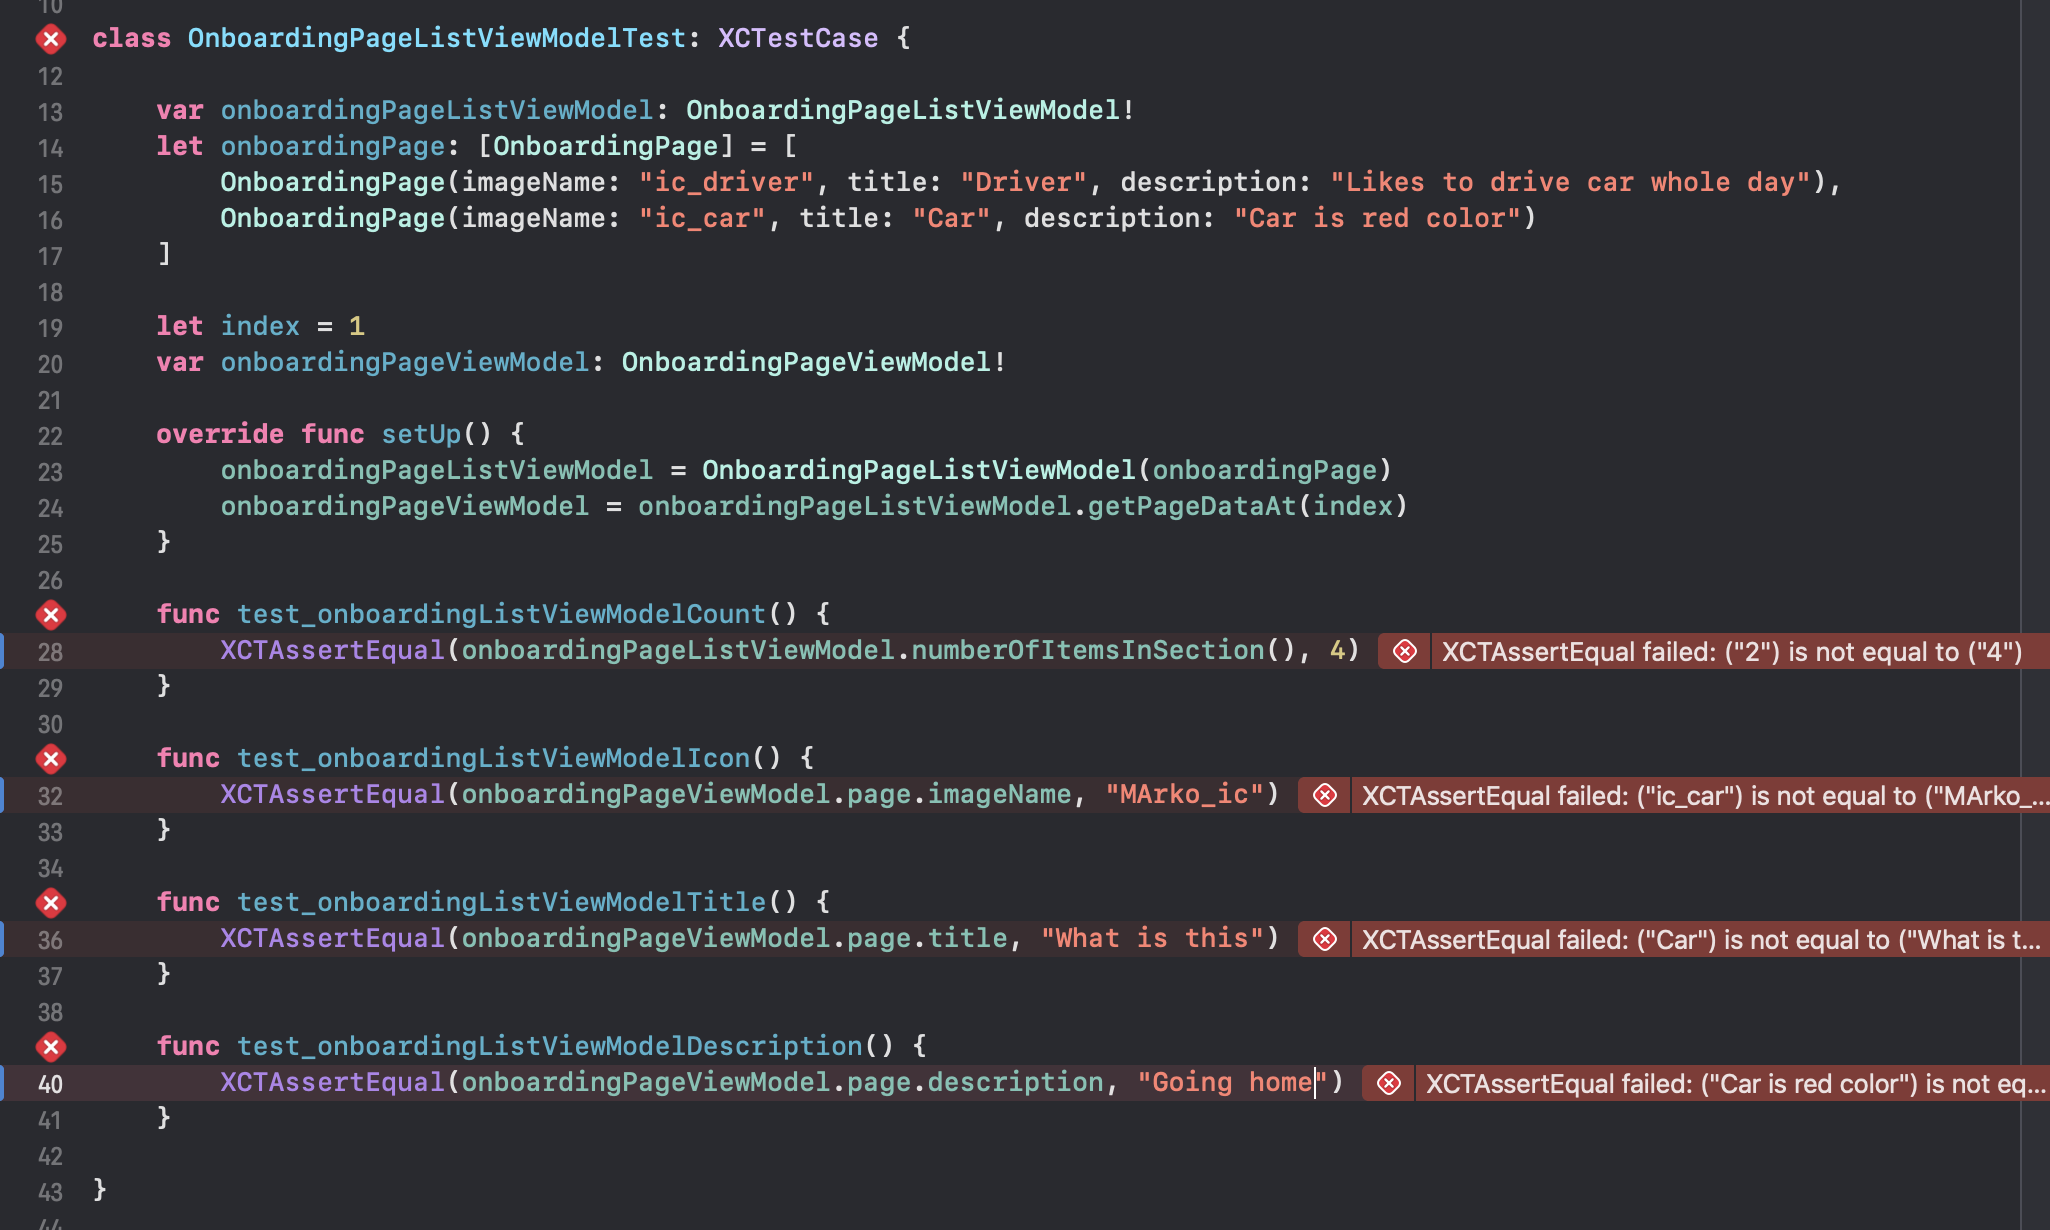 10
class OnboardingPageListViewModelTest: XCTestCase {
12
13 var onboardingPageListViewModel: OnboardingPageListViewModel!
14 let onboardingPage: [OnboardingPage] = [
15 OnboardingPage(imageName: "ic_driver", title: "Driver", description: "Likes to drive car whole day"),
16 OnboardingPage(imageName: "ic_car", title: "Car", description: "Car is red color")
17 ]
18
19 let index = 1
20 var onboardingPageViewModel: OnboardingPageViewModel!
21
22 override func setUp() {
23 onboardingPageListViewModel = OnboardingPageListViewModel(onboardingPage)
24 onboardingPageViewModel = onboardingPageListViewModel.getPageDataAt(index)
25 }
26
func test_onboardingListViewModelCount() {
28 XCTAssertEqual(onboardingPageListViewModel.numberOfItemsInSection(), 4) XCTAssertEqual failed: ("2") is not equal to ("4")
29 }
30
func test_onboardingListViewModelIcon() {
32 XCTAssertEqual(onboardingPageViewModel.page.imageName, "MArko_ic") XCTAssertEqual failed: ("ic_car") is not equal to ("MArko_...
33 }
34
func test_onboardingListViewModelTitle() {
36 XCTAssertEqual(onboardingPageViewModel.page.title, "What is this") XCTAssertEqual failed: ("Car") is not equal to ("What is t...
37 }
38
func test_onboardingListViewModelDescription() {
40 XCTAssertEqual(onboardingPageViewModel.page.description, "Going home") XCTAssertEqual failed: ("Car is red color") is not eq...
41 }
42
43 }
44